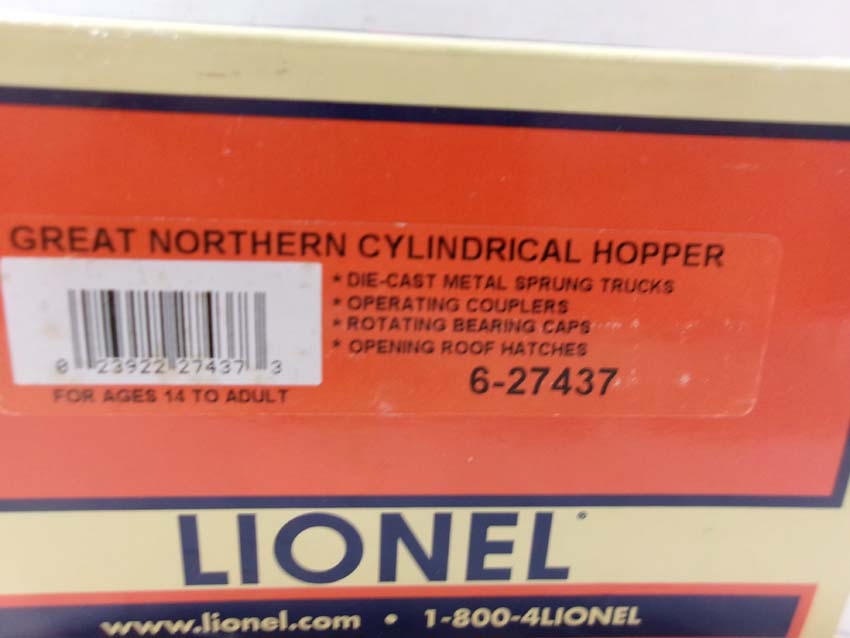 GREAT NORTHERN CYLINDRICAL HOPPER
* DIE-CAST METAL SPRUNG TRUCKS
* OPERATING COUPLERS
* ROTATING BEARING CAPS
* OPENING ROOF HATCHES
0 23922 27437 3
6-27437
FOR AGES 14 TO ADULT
LIONEL®
www.lionel.com • 1-800-4LIONEL